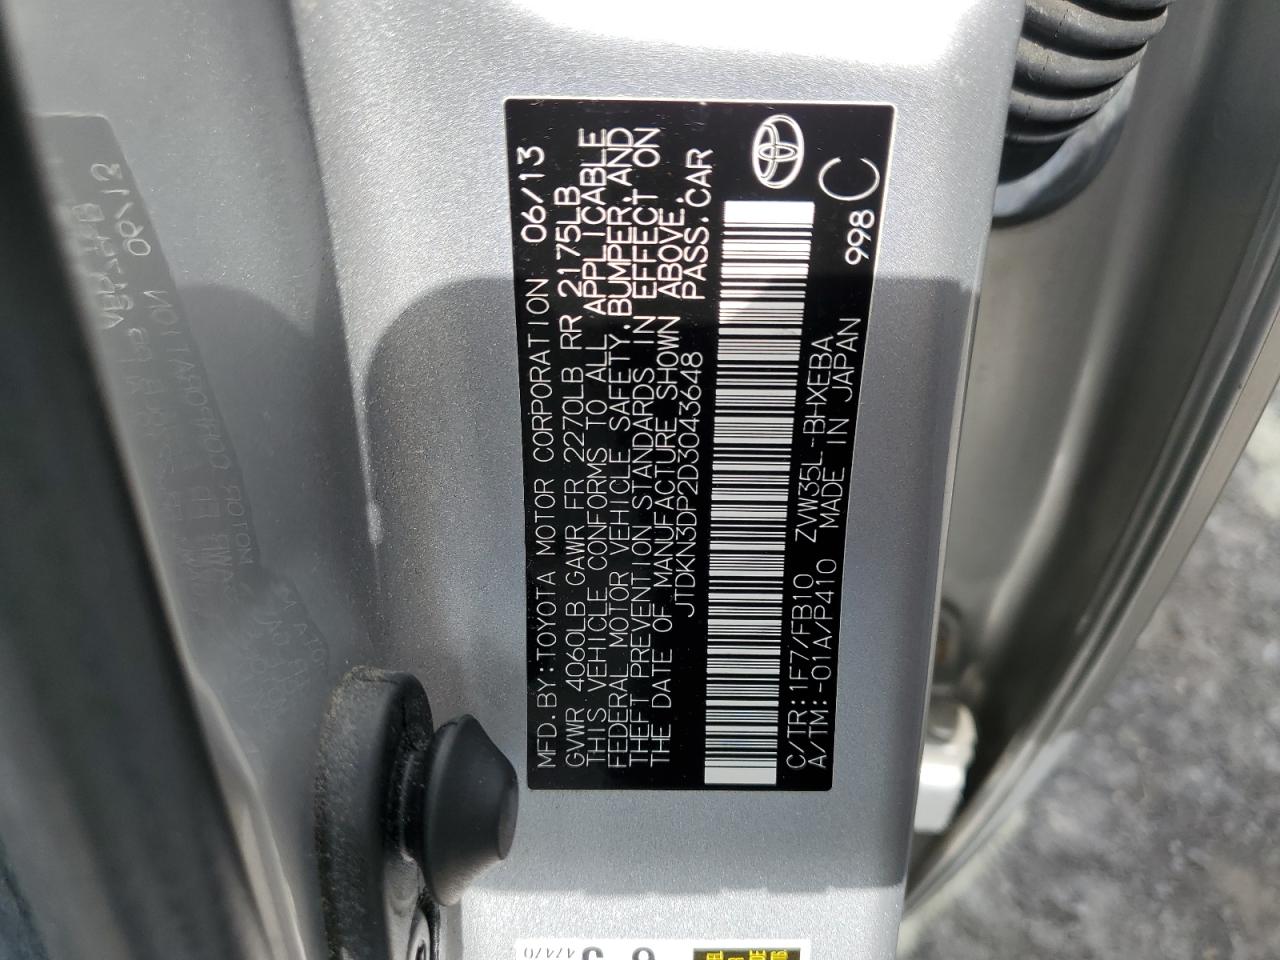 MFD.BY:TOYOTA MOTOR CORPORATION 06/13
GVWR 4060LB GAWR FR 2270LB RR 2175LB
THIS VEHICLE CONFORMS TO ALL APPLICABLE
FEDERAL MOTOR VEHICLE SAFETY,BUMPER,AND
THEFT PREVENTION STANDARDS IN EFFECT ON
THE DATE OF MANUFACTURE SHOWN ABOVE.
JTDKN3DP2D3043648 PASS.CAR
C/TR:1F7/FB10 ZVW35L-BHXEBA 998 C
A/TM:-01A/P410 MADE IN JAPAN
47470